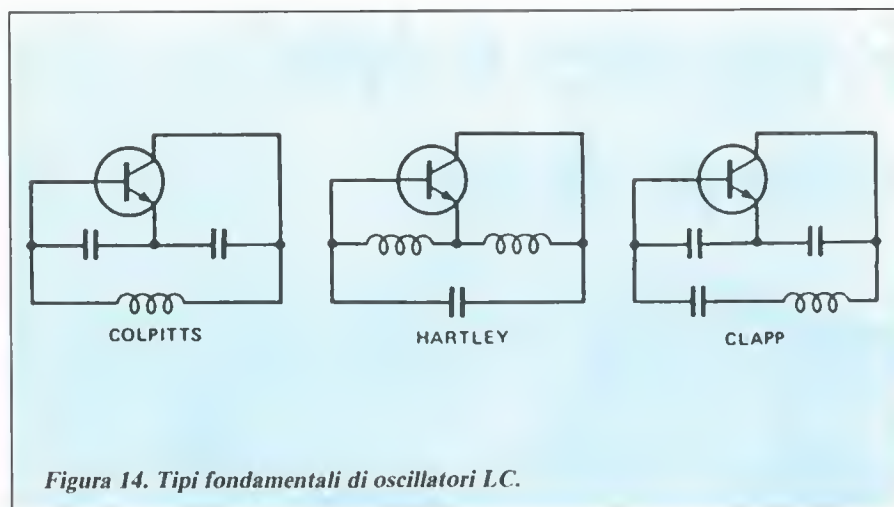 COLPITTS
HARTLEY
CLAPP
Figura 14. Tipi fondamentali di oscillatori LC.